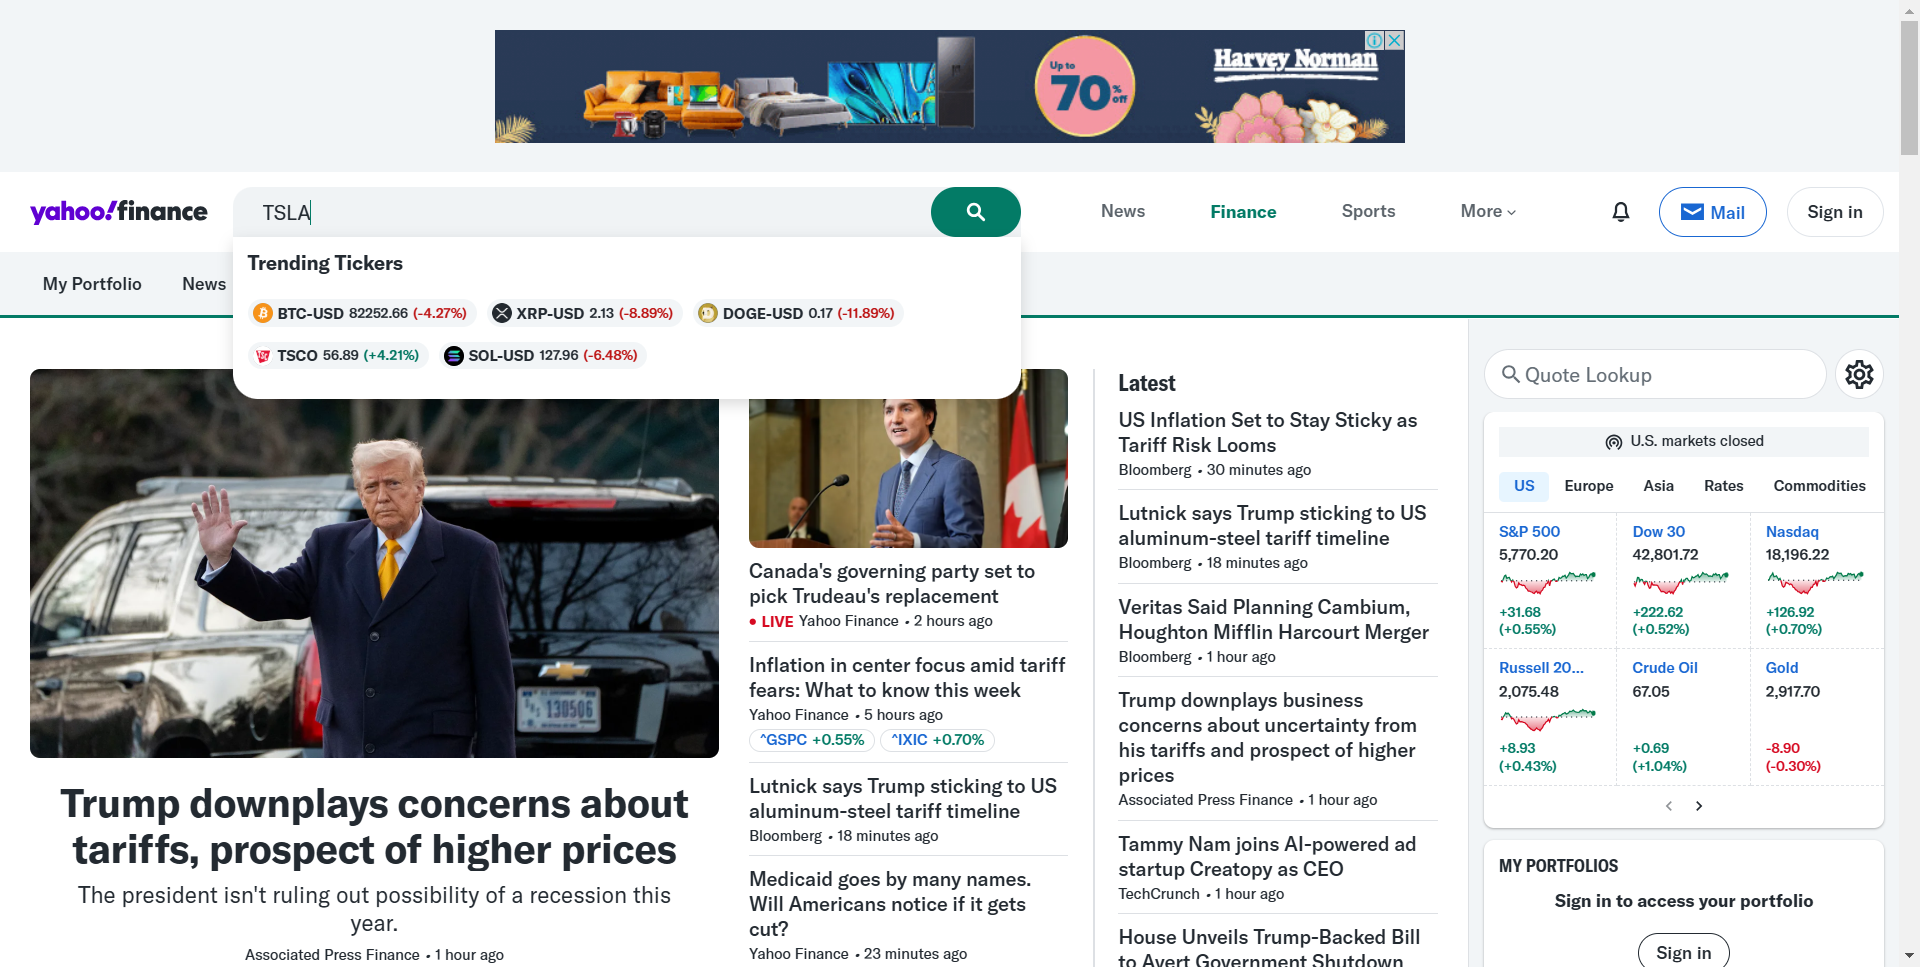 Up to
70%
off
Harvey Norman
yahoo!finance
TSLA
News
Finance
Sports
More
Mail
Sign in
My Portfolio
News
Trending Tickers
BTC-USD 82252.66 (-4.27%)
XRP-USD 2.13 (-8.89%)
DOGE-USD 0.17 (-11.89%)
TSCO 56.89 (+4.21%)
SOL-USD 127.96 (-6.48%)
Trump downplays concerns about
tariffs, prospect of higher prices
The president isn't ruling out possibility of a recession this
year.
Associated Press Finance • 1 hour ago
Canada's governing party set to
pick Trudeau's replacement
• LIVE Yahoo Finance • 2 hours ago
Inflation in center focus amid tariff
fears: What to know this week
Yahoo Finance • 5 hours ago
^GSPC +0.55%
^IXIC +0.70%
Lutnick says Trump sticking to US
aluminum-steel tariff timeline
Bloomberg • 18 minutes ago
Medicaid goes by many names.
Will Americans notice if it gets
cut?
Yahoo Finance • 23 minutes ago
Latest
US Inflation Set to Stay Sticky as
Tariff Risk Looms
Bloomberg • 30 minutes ago
Lutnick says Trump sticking to US
aluminum-steel tariff timeline
Bloomberg • 18 minutes ago
Veritas Said Planning Cambium,
Houghton Mifflin Harcourt Merger
Bloomberg • 1 hour ago
Trump downplays business
concerns about uncertainty from
his tariffs and prospect of higher
prices
Associated Press Finance • 1 hour ago
Tammy Nam joins AI-powered ad
startup Creatopy as CEO
TechCrunch • 1 hour ago
House Unveils Trump-Backed Bill
to Avert Government Shutdown
Quote Lookup
U.S. markets closed
US
Europe
Asia
Rates
Commodities
S&P 500
5,770.20
+31.68
(+0.55%)
Dow 30
42,801.72
+222.62
(+0.52%)
Nasdaq
18,196.22
+126.92
(+0.70%)
Russell 20...
2,075.48
+8.93
(+0.43%)
Crude Oil
67.05
+0.69
(+1.04%)
Gold
2,917.70
-8.90
(-0.30%)
MY PORTFOLIOS
Sign in to access your portfolio
Sign in